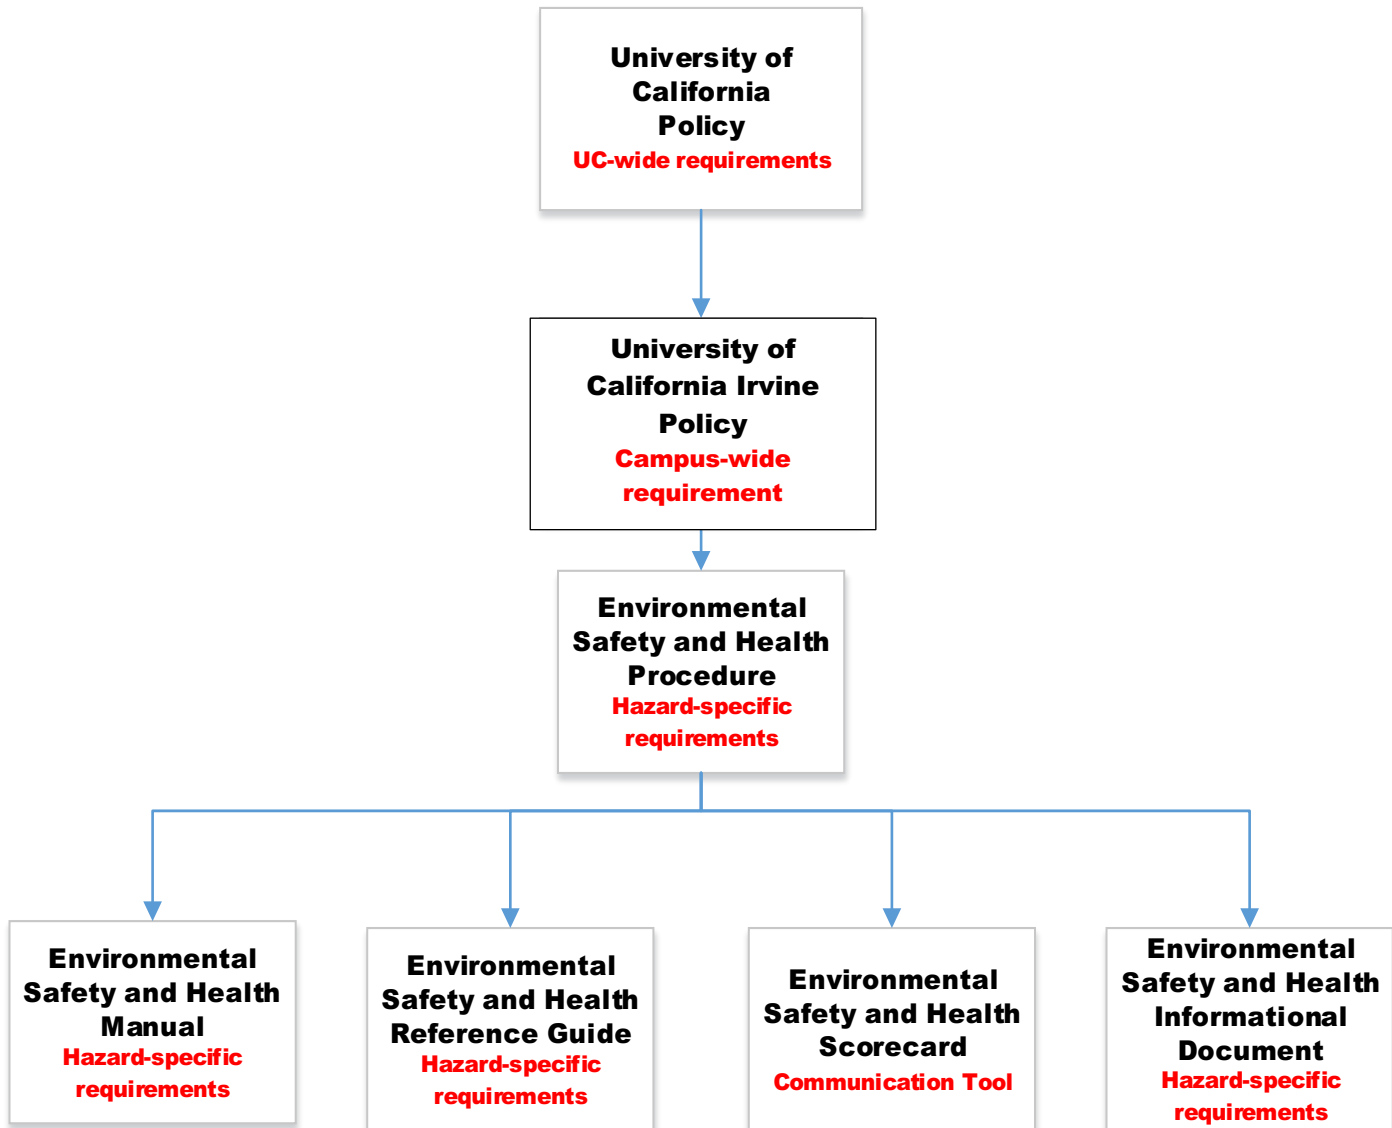 University of
California
Policy
UC-wide requirements
University of
California Irvine
Policy
Campus-wide
requirement
Environmental
Safety and Health
Procedure
Hazard-specific
requirements
Environmental
Safety and Health
Manual
Hazard-specific
requirements
Environmental
Safety and Health
Reference Guide
Hazard-specific
requirements
Environmental
Safety and Health
Scorecard
Communication Tool
Environmental
Safety and Health
Informational
Document
Hazard-specific
requirements